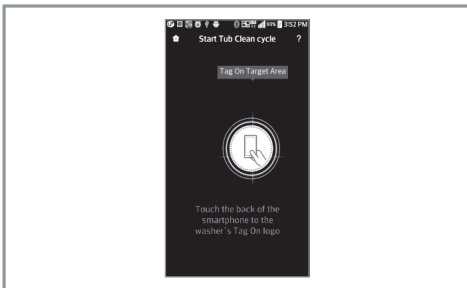 83% 3:52 PM
Start Tub Clean cycle ?
Tag On Target Area
Touch the back of the
smartphone to the
washer's Tag On logo